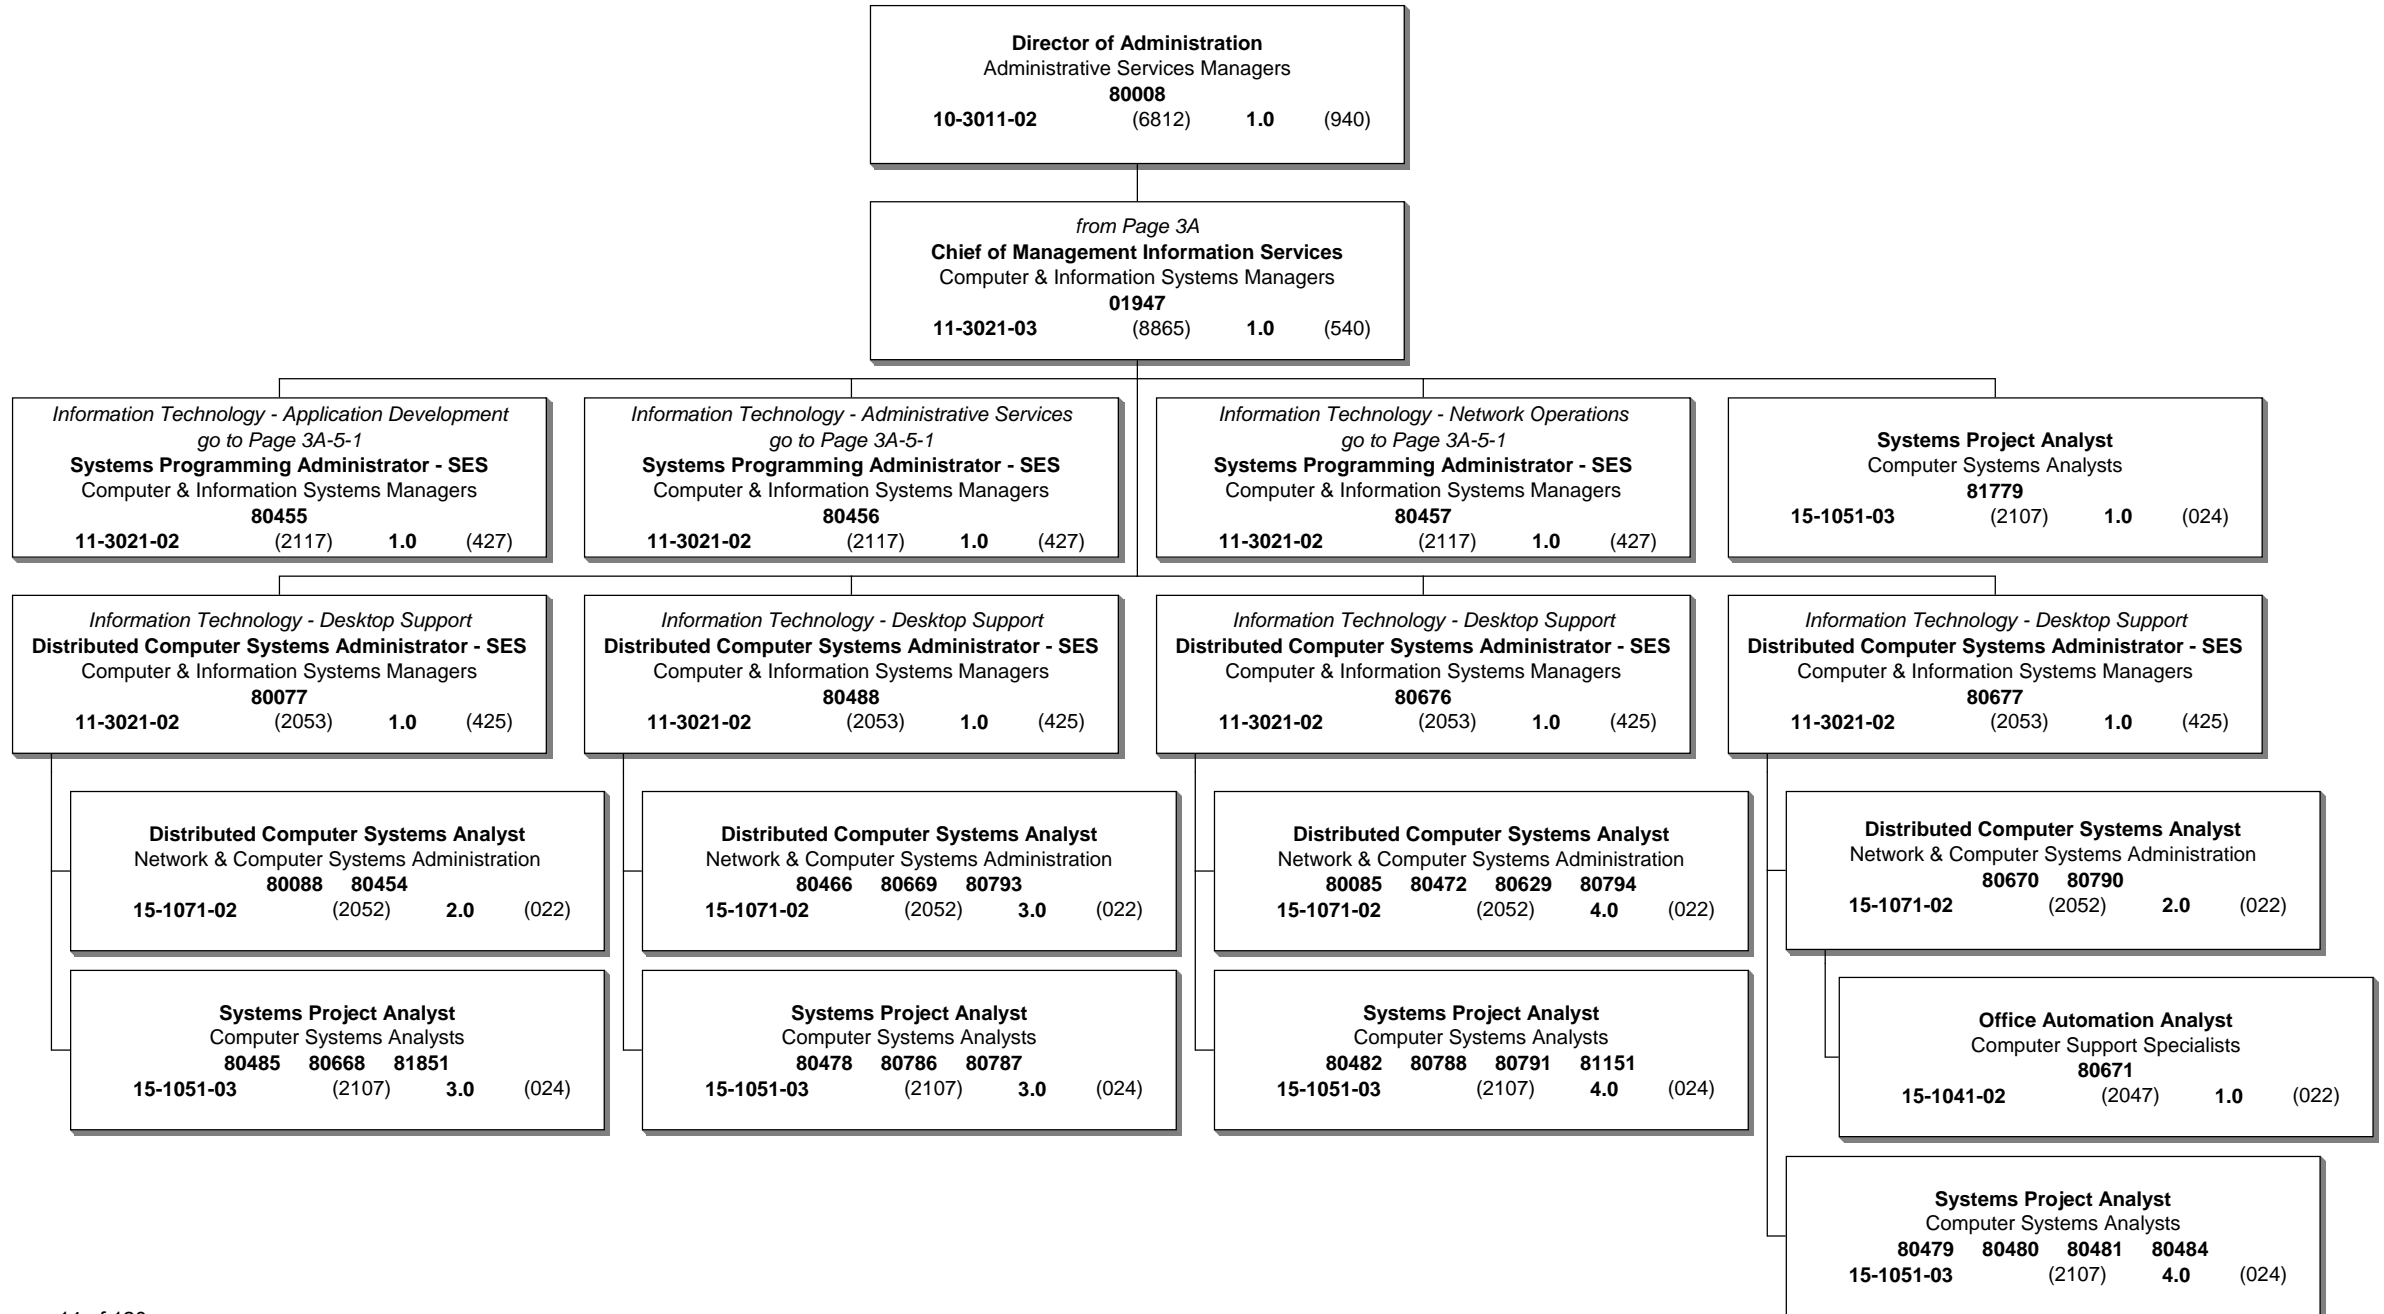 Director of Administration
Administrative Services Managers
80008
10-3011-02 (6812) 1.0 (940)
from Page 3A
Chief of Management Information Services
Computer & Information Systems Managers
01947
11-3021-03 (8865) 1.0 (540)
Information Technology - Application Development
go to Page 3A-5-1
Systems Programming Administrator - SES
Computer & Information Systems Managers
80455
11-3021-02 (2117) 1.0 (427)
Information Technology - Administrative Services
go to Page 3A-5-1
Systems Programming Administrator - SES
Computer & Information Systems Managers
80456
11-3021-02 (2117) 1.0 (427)
Information Technology - Network Operations
go to Page 3A-5-1
Systems Programming Administrator - SES
Computer & Information Systems Managers
80457
11-3021-02 (2117) 1.0 (427)
Systems Project Analyst
Computer Systems Analysts
81779
15-1051-03 (2107) 1.0 (024)
Information Technology - Desktop Support
Distributed Computer Systems Administrator - SES
Computer & Information Systems Managers
80077
11-3021-02 (2053) 1.0 (425)
Information Technology - Desktop Support
Distributed Computer Systems Administrator - SES
Computer & Information Systems Managers
80488
11-3021-02 (2053) 1.0 (425)
Information Technology - Desktop Support
Distributed Computer Systems Administrator - SES
Computer & Information Systems Managers
80676
11-3021-02 (2053) 1.0 (425)
Information Technology - Desktop Support
Distributed Computer Systems Administrator - SES
Computer & Information Systems Managers
80677
11-3021-02 (2053) 1.0 (425)
Distributed Computer Systems Analyst
Network & Computer Systems Administration
80088 80454
15-1071-02 (2052) 2.0 (022)
Distributed Computer Systems Analyst
Network & Computer Systems Administration
80466 80669 80793
15-1071-02 (2052) 3.0 (022)
Distributed Computer Systems Analyst
Network & Computer Systems Administration
80085 80472 80629 80794
15-1071-02 (2052) 4.0 (022)
Distributed Computer Systems Analyst
Network & Computer Systems Administration
80670 80790
15-1071-02 (2052) 2.0 (022)
Systems Project Analyst
Computer Systems Analysts
80485 80668 81851
15-1051-03 (2107) 3.0 (024)
Systems Project Analyst
Computer Systems Analysts
80478 80786 80787
15-1051-03 (2107) 3.0 (024)
Systems Project Analyst
Computer Systems Analysts
80482 80788 80791 81151
15-1051-03 (2107) 4.0 (024)
Office Automation Analyst
Computer Support Specialists
80671
15-1041-02 (2047) 1.0 (022)
Systems Project Analyst
Computer Systems Analysts
80479 80480 80481 80484
15-1051-03 (2107) 4.0 (024)